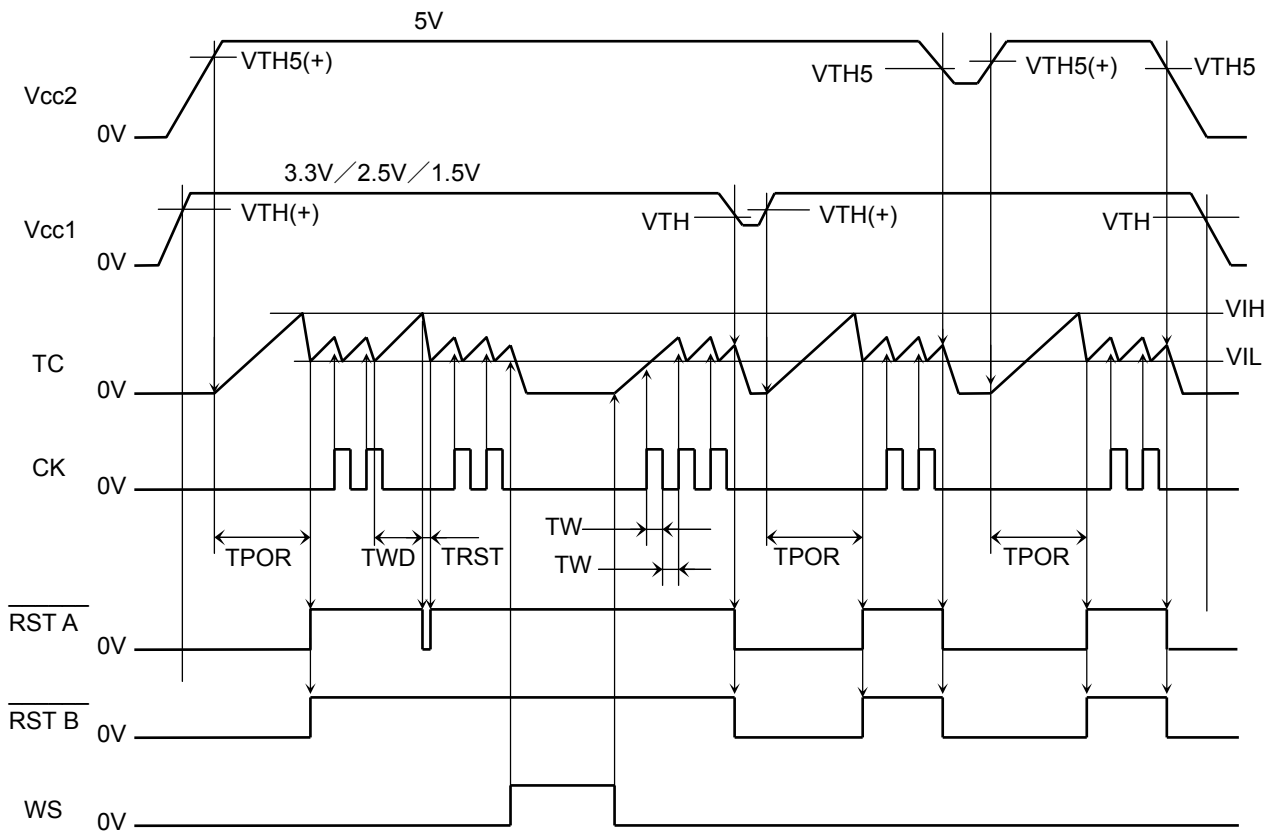 5V
VTH5(+)
VTH5
VTH5(+)
VTH5
Vcc2
0V
3.3V／2.5V／1.5V
VTH(+)
VTH
VTH(+)
VTH
Vcc1
0V
VIH
TC
VIL
0V
CK
0V
TW
TPOR
TWD
TRST
TPOR
TPOR
TW
RST A
0V
RST B
0V
WS
0V